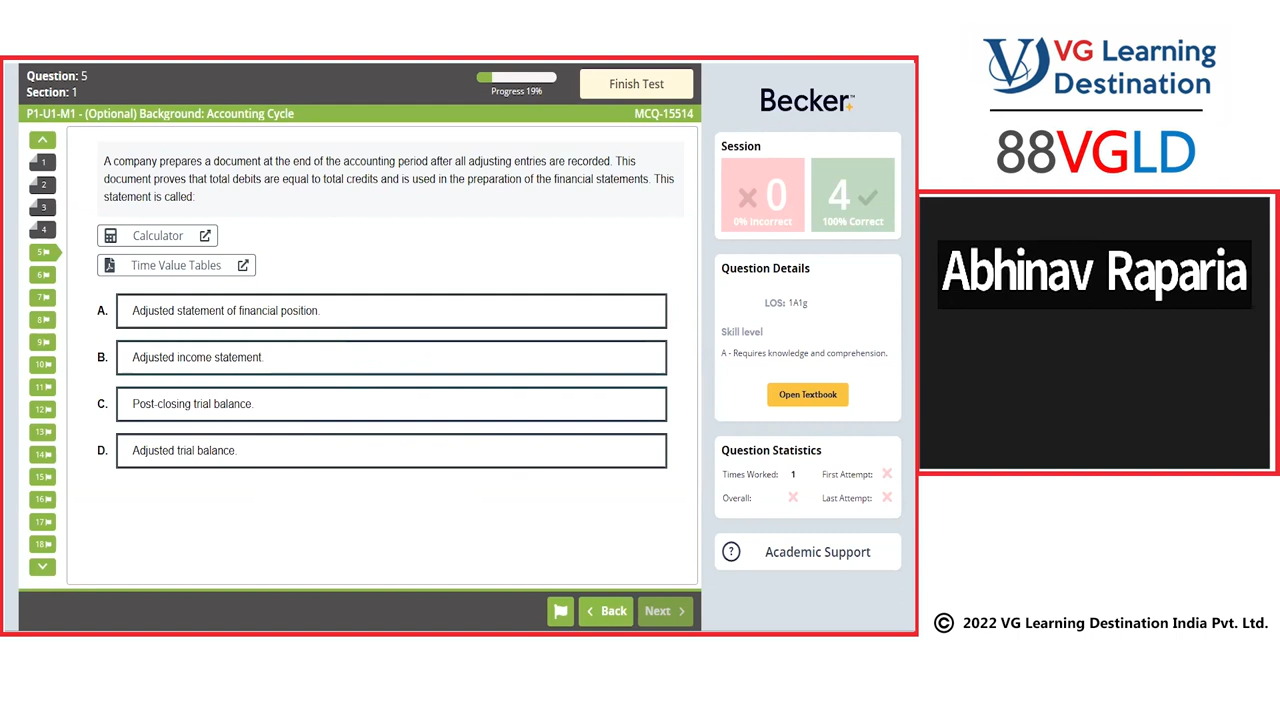 Question: 5
Section: 1
Progress 19%
Finish Test
P1-U1-M1 - (Optional) Background: Accounting Cycle
MCQ-15514
1
2
3
4
5
6
7
8
9
10
11
12
13
14
15
16
17
18
A company prepares a document at the end of the accounting period after all adjusting entries are recorded. This
document proves that total debits are equal to total credits and is used in the preparation of the financial statements. This
statement is called:
Calculator
Time Value Tables
A. Adjusted statement of financial position.
B. Adjusted income statement.
C. Post-closing trial balance.
D. Adjusted trial balance.
Back
Next
Becker
Session
0
0% Incorrect
4
100% Correct
Question Details
LOS: 1A1g
Skill level
A - Requires knowledge and comprehension.
Open Textbook
Question Statistics
Times Worked: 1 First Attempt:
Overall: Last Attempt:
? Academic Support
VG Learning
Destination
88VGLD
Abhinav Raparia
© 2022 VG Learning Destination India Pvt. Ltd.